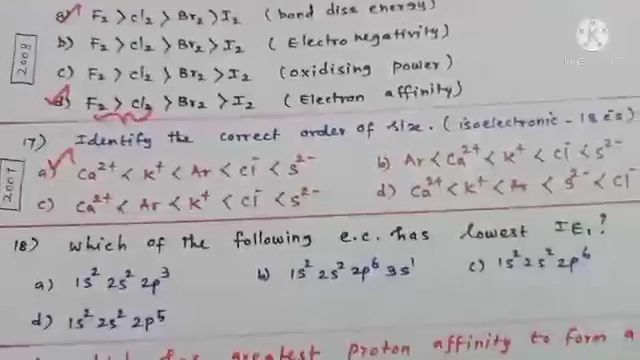 a) F₂ > Cl₂ > Br₂ > I₂ (bond diss energy)
b) F₂ > Cl₂ > Br₂ > I₂ (Electro negativity)
c) F₂ > Cl₂ > Br₂ > I₂ (oxidising power)
d) F₂ > Cl₂ > Br₂ > I₂ (Electron affinity)
2008
17) Identify the correct order of size. (isoelectronic - 18 es)
a) Ca²⁺ < K⁺ < Ar < Cl⁻ < S²⁻ b) Ar < Ca²⁺ < K⁺ < Cl⁻ < S²⁻
c) Ca²⁺ < Ar < K⁺ < Cl⁻ < S²⁻ d) Ca²⁺ < K⁺ < Ar < S²⁻ < Cl⁻
2007
18) which of the following e.c. has lowest IE₁?
a) 1s² 2s² 2p³ b) 1s² 2s² 2p⁶ 3s¹ c) 1s² 2s² 2p⁶
d) 1s² 2s² 2p⁵
greatest proton affinity to form a